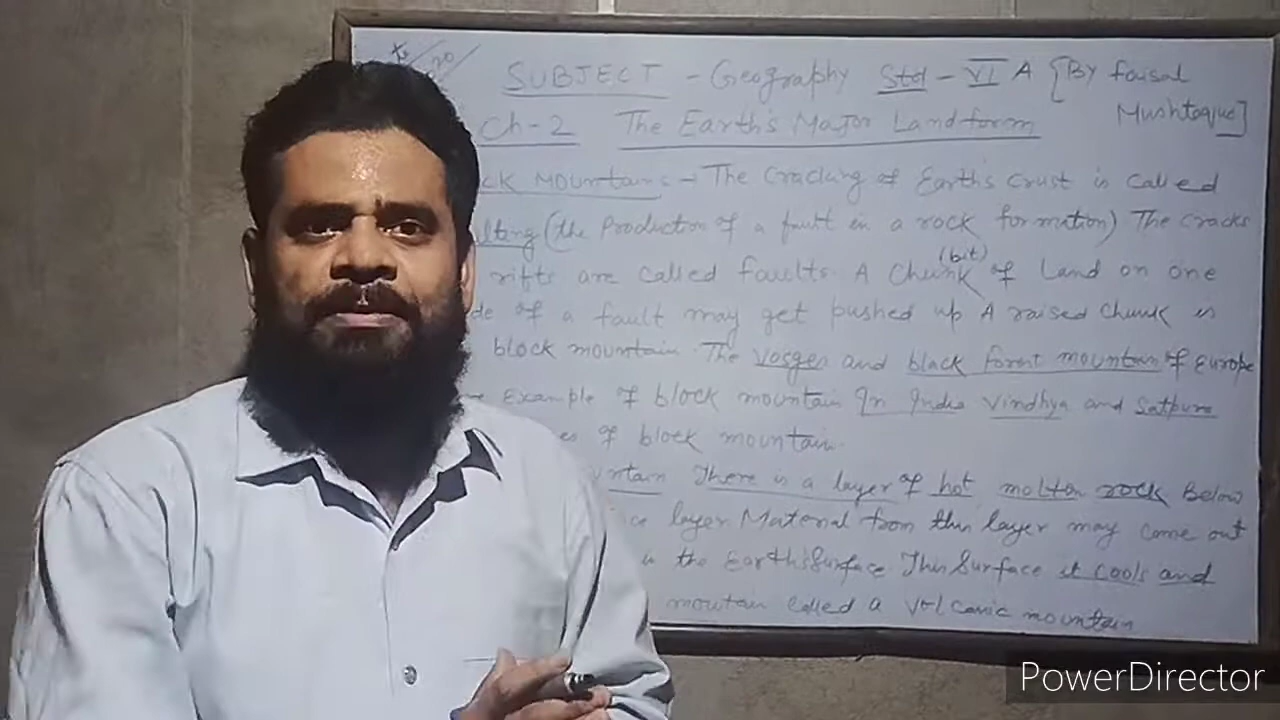 20
SUBJECT - Geography Std - VI A [By Faisal
Mushtaque]
Ch-2 The Earth's Major Landform
CK Mountains - The Cracking of Earth's crust is called
lting (the production of a fault in a rock formation) The cracks
(bit)
rifts are called faults. A chunk of Land on one
de of a fault may get pushed up A raised chunk is
block mountain. The Vosges and black forest mountain of Europe
Example of block mountain In India Vindhya and Satpura
es of block mountain.
ntain There is a layer of hot molten rock Below
layer Material from this layer may come out
the Earth's Surface This Surface it cools and
mountain called a volcanic mountain
PowerDirector